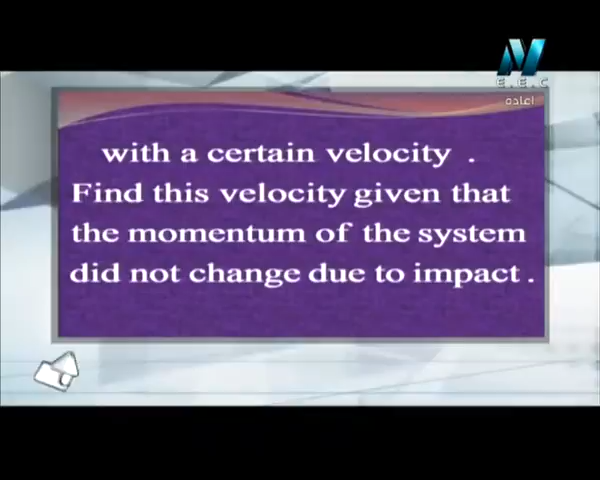 E.E.C
اعادة
with a certain velocity .
Find this velocity given that
the momentum of the system
did not change due to impact .